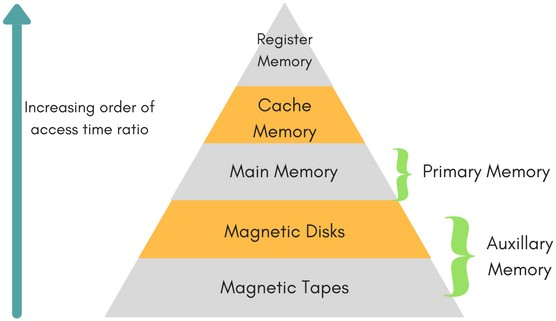 Register
Memory
Increasing order of
access time ratio
Cache
Memory
Main Memory
Primary Memory
Magnetic Disks
Auxillary
Memory
Magnetic Tapes